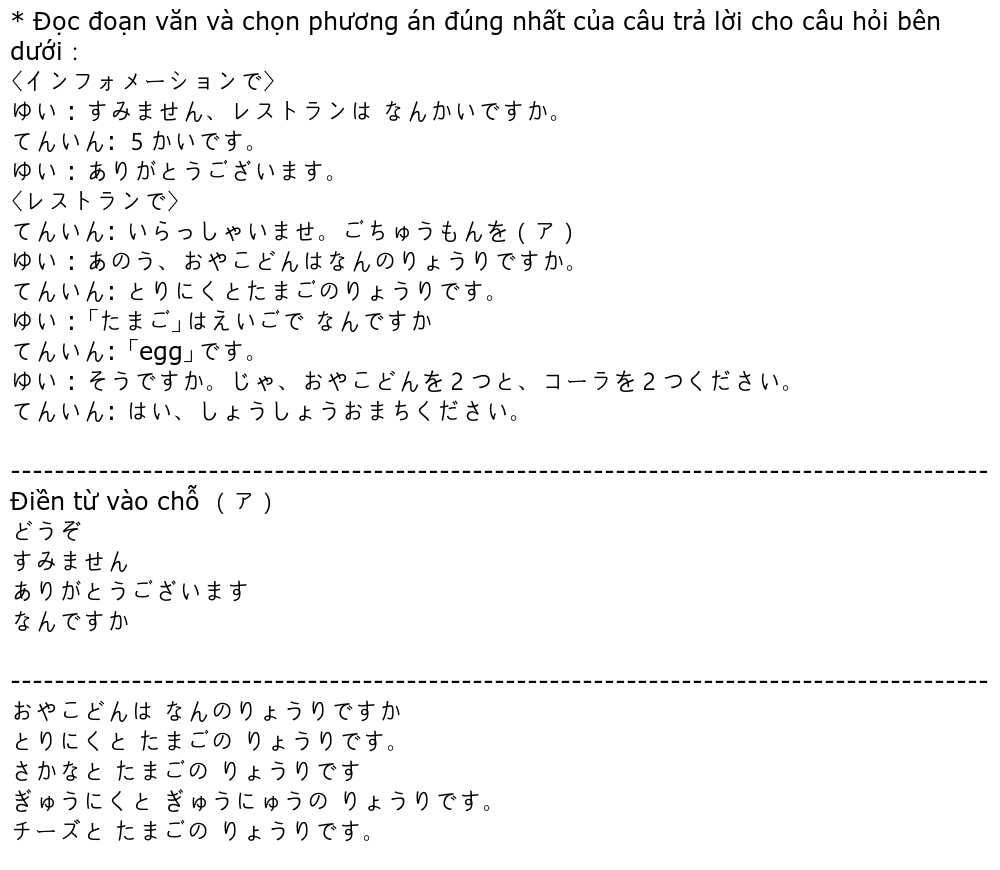 * Đọc đoạn văn và chọn phương án đúng nhất của câu trả lời cho câu hỏi bên
dưới :
〈インフォメーションで〉
ゆい : すみません、レストランは なんかいですか。
てんいん: 5 かいです。
ゆい : ありがとうございます。
〈レストランで〉
てんいん: いらっしゃいませ。ごちゅうもんを ( ア )
ゆい : あのう、おやこどんはなんのりょうりですか。
てんいん: とりにくとたまごのりょうりです。
ゆい :「たまご」はえいごで なんですか
てんいん:「egg」です。
ゆい : そうですか。じゃ、おやこどんを2つと、コーラを2つください。
てんいん: はい、しょうしょうおまちください。
------------------------------------------------------------------------------------------
Điền từ vào chỗ ( ア )
どうぞ
すみません
ありがとうございます
なんですか
------------------------------------------------------------------------------------------
おやこどんは なんのりょうりですか
とりにくと たまごの りょうりです。
さかなと たまごの りょうりです
ぎゅうにくと ぎゅうにゅうの りょうりです。
チーズと たまごの りょうりです。